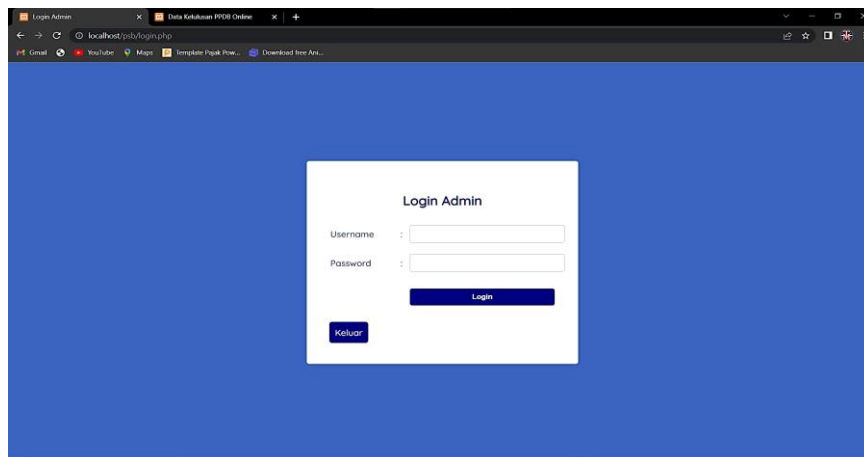 Login Admin
Data Kelulusan PPDB Online
localhost/psb/login.php
Gmail
YouTube
Maps
Template Pajak Pow...
Download free Ani...
Login Admin
Username :
Password :
Login
Keluar